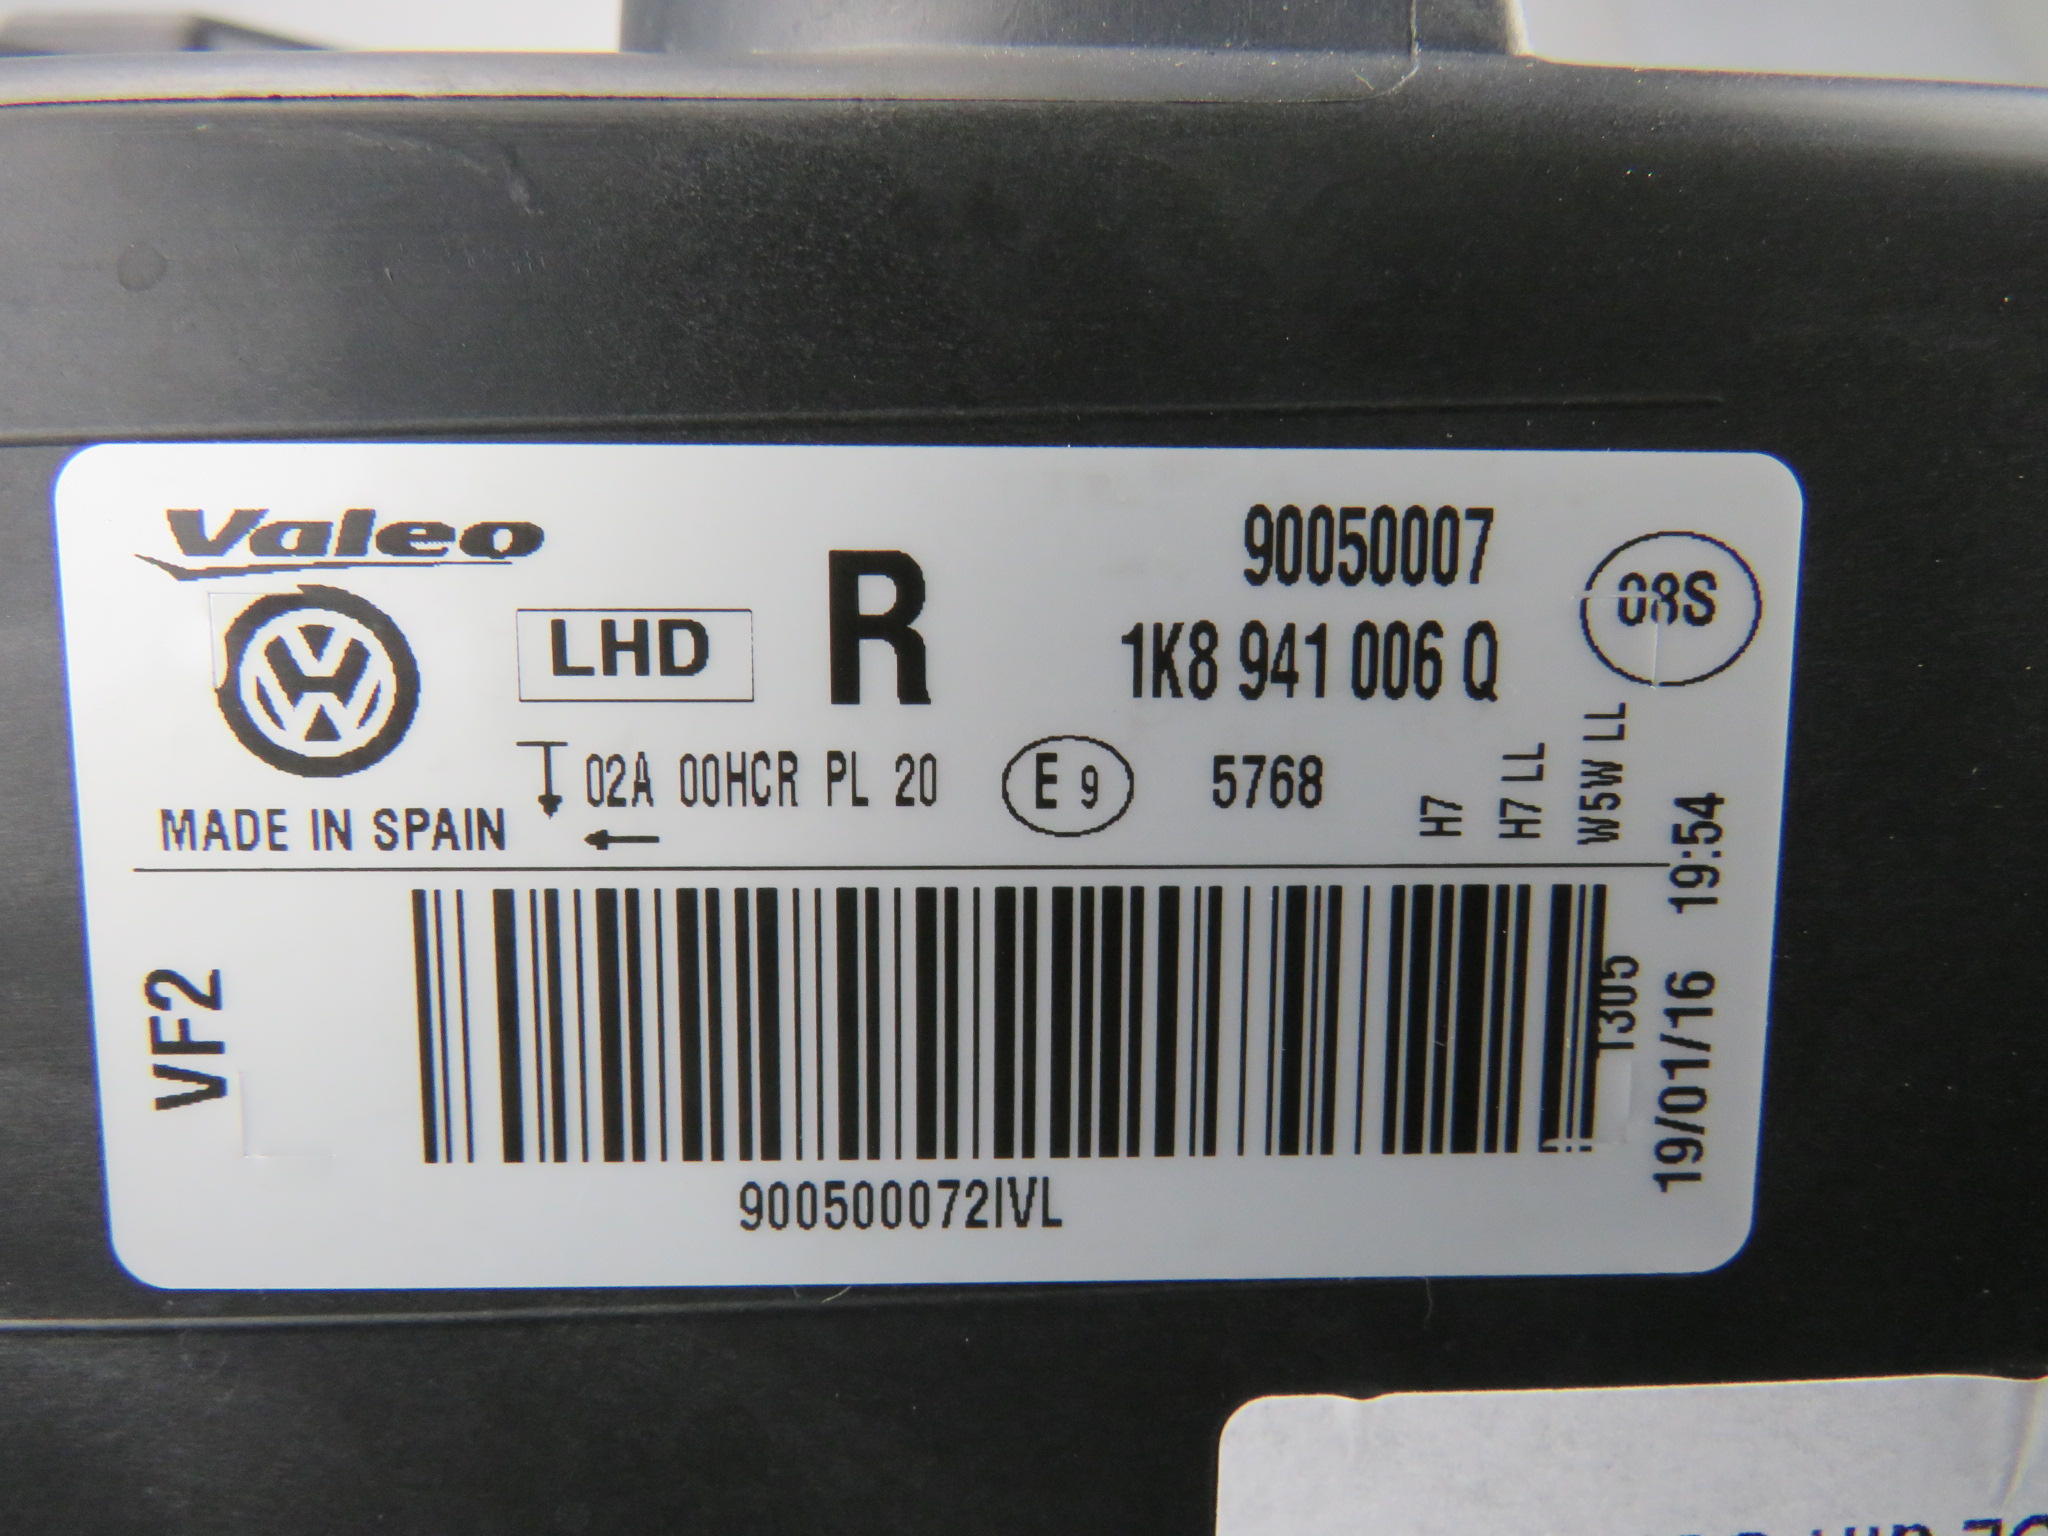 Valeo
LHD
R
90050007
1K8 941 006 Q
08S
02A 00HCR PL 20
E 9
5768
H7
H7 LL
W5W LL
MADE IN SPAIN
VF2
T305
19/01/16 19:54
900500072IVL